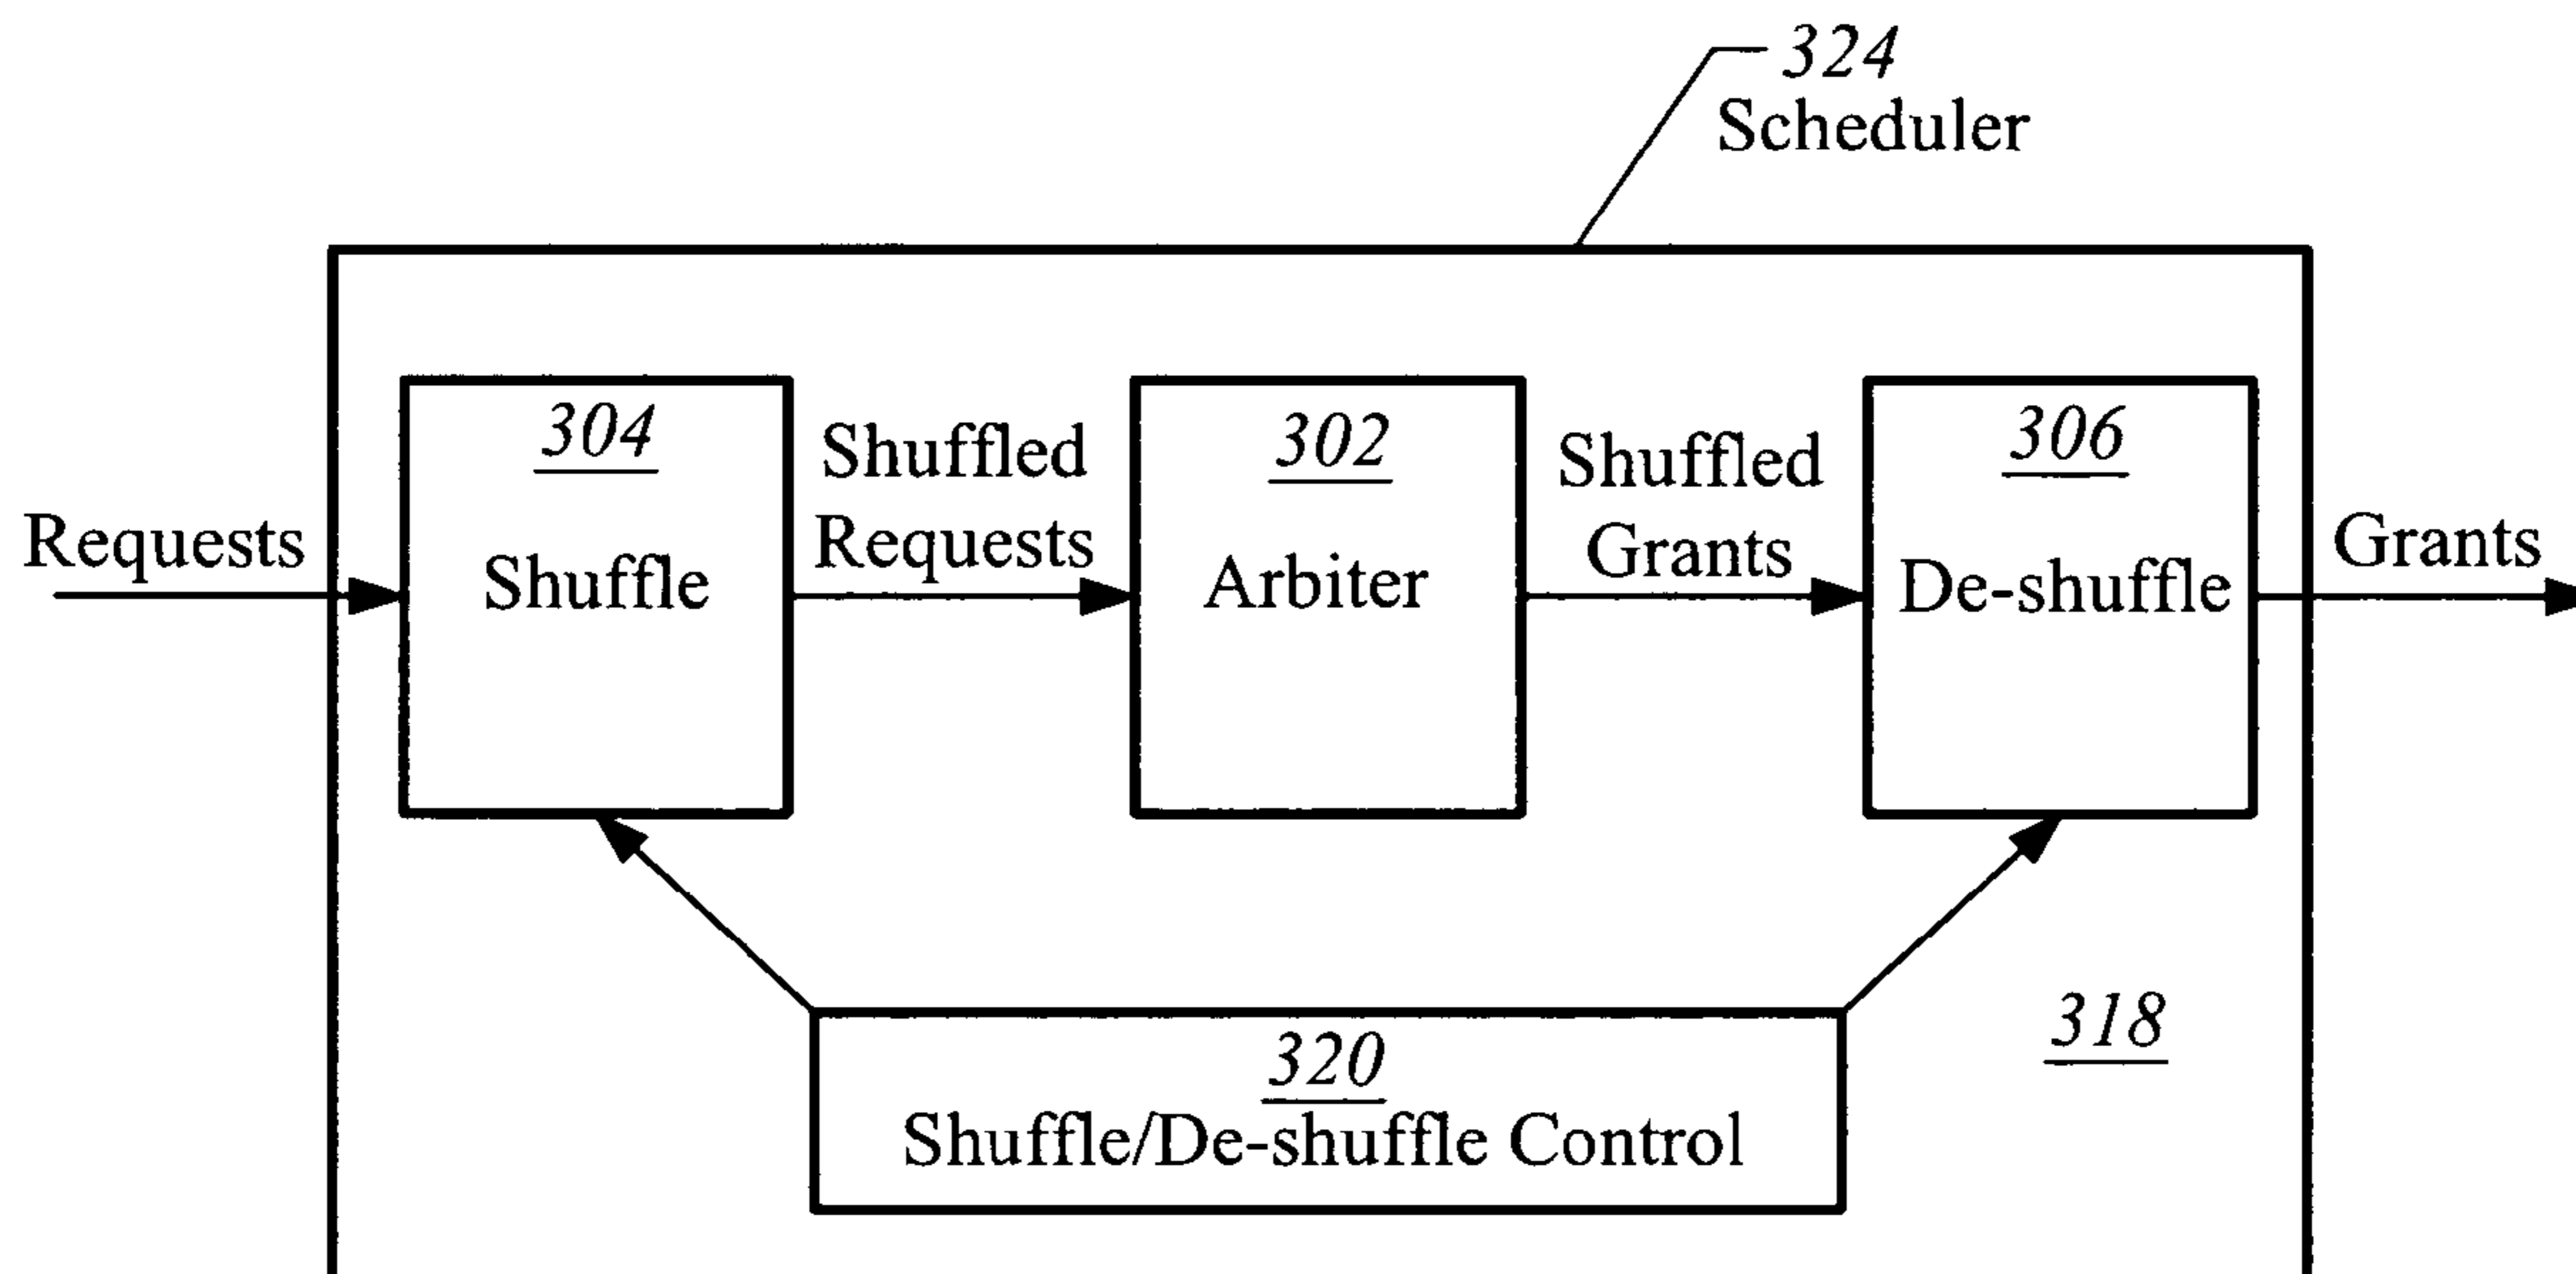 324
Scheduler
304
Shuffle
Shuffled
Requests
302
Arbiter
Shuffled
Grants
306
De-shuffle
Requests
Grants
318
320
Shuffle/De-shuffle Control